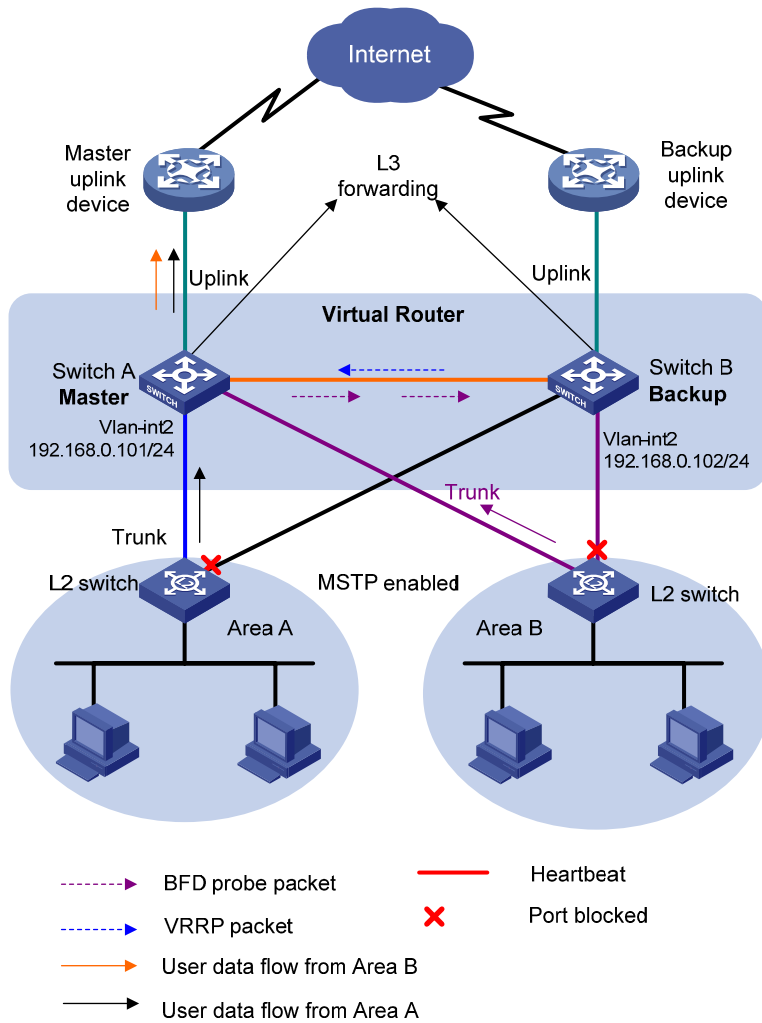 Internet
Master
uplink
device
L3
forwarding
Backup
uplink
device
Uplink
Uplink
Virtual Router
Switch A
Master
SWITCH
SWITCH
Switch B
Backup
Vlan-int2
192.168.0.101/24
Vlan-int2
192.168.0.102/24
Trunk
Trunk
L2 switch
MSTP enabled
L2 switch
Area A
Area B
BFD probe packet
Heartbeat
VRRP packet
Port blocked
User data flow from Area B
User data flow from Area A